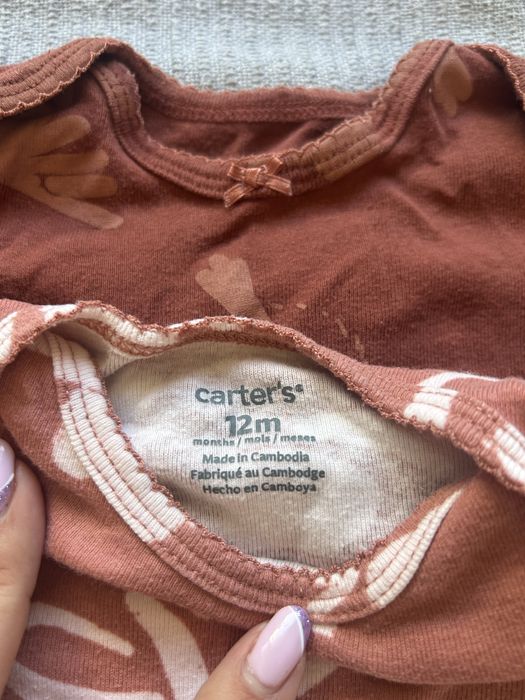 carter's®
12m
months / mois / meses
Made in Cambodia
Fabriqué au Cambodge
Hecho en Camboya